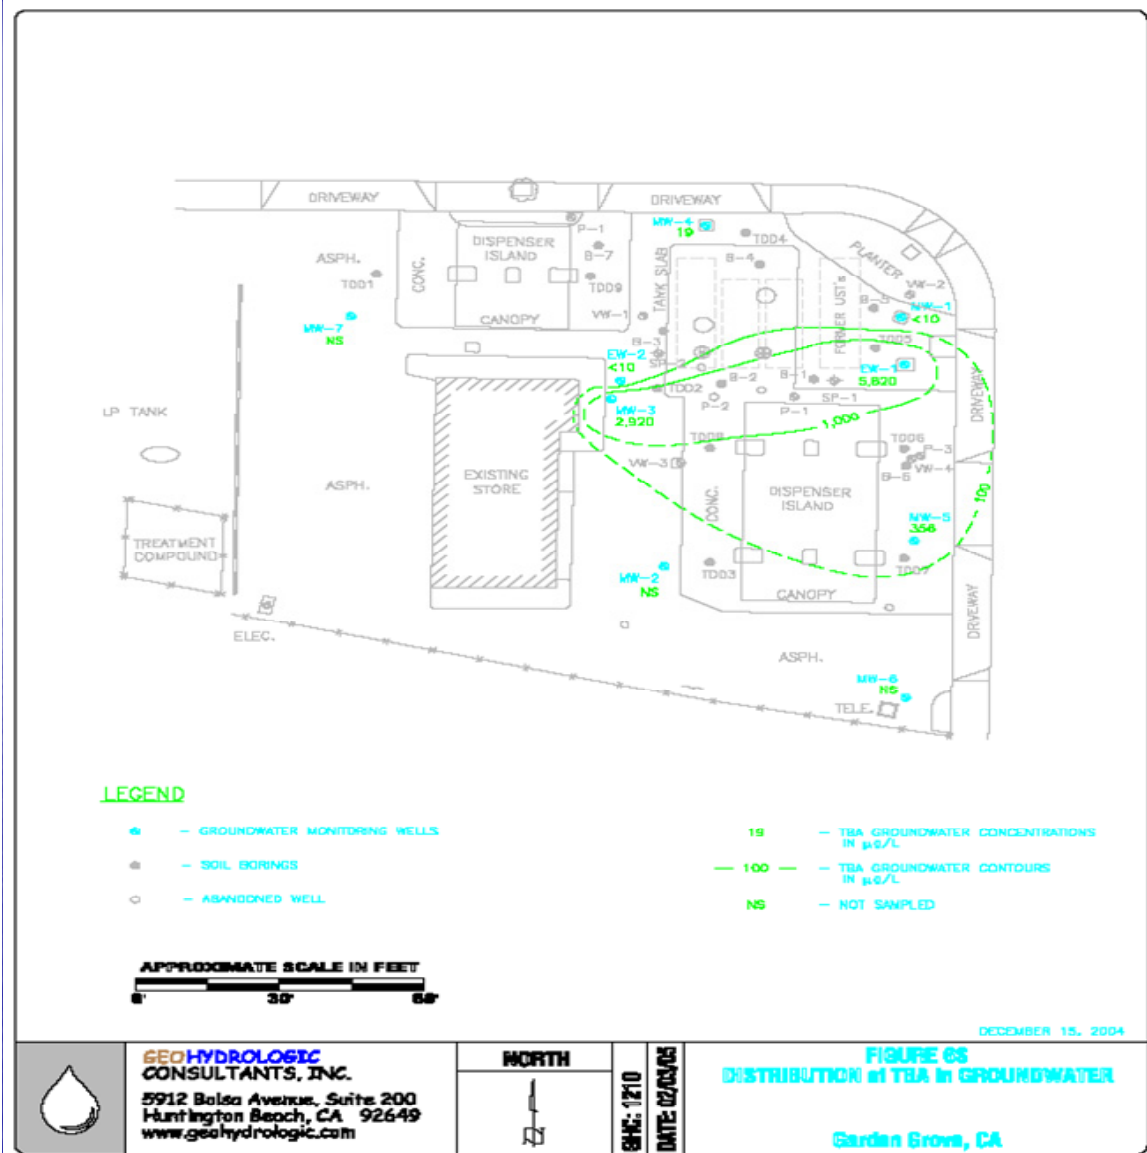 DRIVEWAY
DRIVEWAY
MW-4
19
P-1
TDD4
DISPENSER
ISLAND
B-7
PLANTER
ASPH.
CONC.
TANK SLAB
B-4
TDD1
TDD9
VW-2
B-5
MW-1
<10
VW-1
CANOPY
FORMER UST's
MW-7
NS
B-3
TDD5
EW-2
<10
SP-2
EW-1
5,820
B-1
B-2
TDD2
DRIVEWAY
MW-3
2,920
P-2
P-1
SP-1
LP TANK
1,000
TDD8
TDD6
P-3
VW-3
VW-4
EXISTING
STORE
ASPH.
DISPENSER
ISLAND
CONC.
100
MW-5
356
TREATMENT
COMPOUND
TDD3
TDD7
MW-2
NS
CANOPY
DRIVEWAY
ELEC.
ASPH.
MW-6
NS
TELE.
LEGEND
- GROUNDWATER MONITORING WELLS
- SOIL BORINGS
- ABANDONED WELL
19 - TBA GROUNDWATER CONCENTRATIONS
IN µG/L
100 - TBA GROUNDWATER CONTOURS
IN µG/L
NS - NOT SAMPLED
APPROXIMATE SCALE IN FEET
0' 30' 60'
DECEMBER 15, 2004
GEOHYDROLOGIC
CONSULTANTS, INC.
5912 Bolsa Avenue, Suite 200
Huntington Beach, CA 92649
www.geohydrologic.com
NORTH
GHC: 1210
DATE: 02/03/05
DISTRIBUTION of TBA in GROUNDWATER
Garden Grove, CA